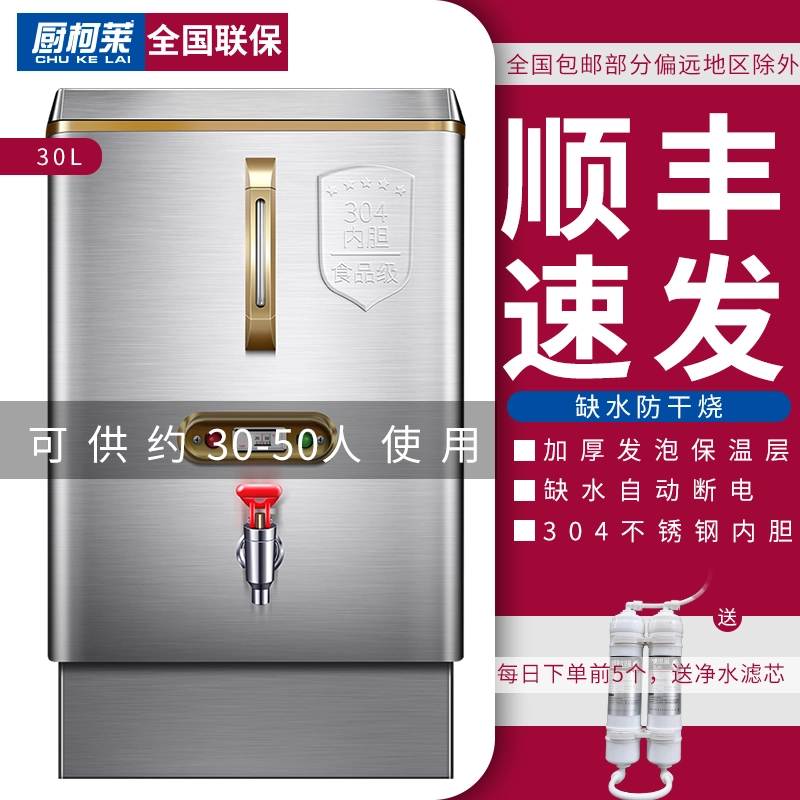 厨柯莱
CHU KE LAI
全国联保
全国包邮部分偏远地区除外
30L
304
内胆
食品级
顺丰
速发
缺水防干烧
可供约30-50人使用
加厚发泡保温层
缺水自动断电
304不锈钢内胆
送
每日下单前5个，送净水滤芯